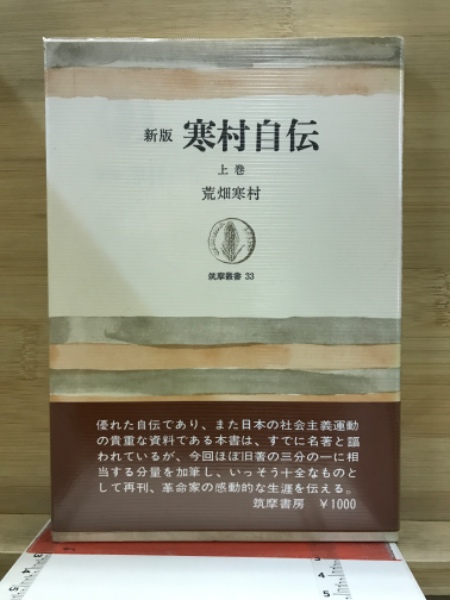 新版 寒村自伝
上巻
荒畑寒村
筑摩叢書 33
優れた自伝であり、また日本の社会主義運動
の貴重な資料である本書は、すでに名著と謳
われているが、今回ほぼ旧著の三分の一に相
当する分量を加筆し、いっそう十全なものと
して再刊、革命家の感動的な生涯を伝える。
筑摩書房 ￥1000
3
4
5
4
5